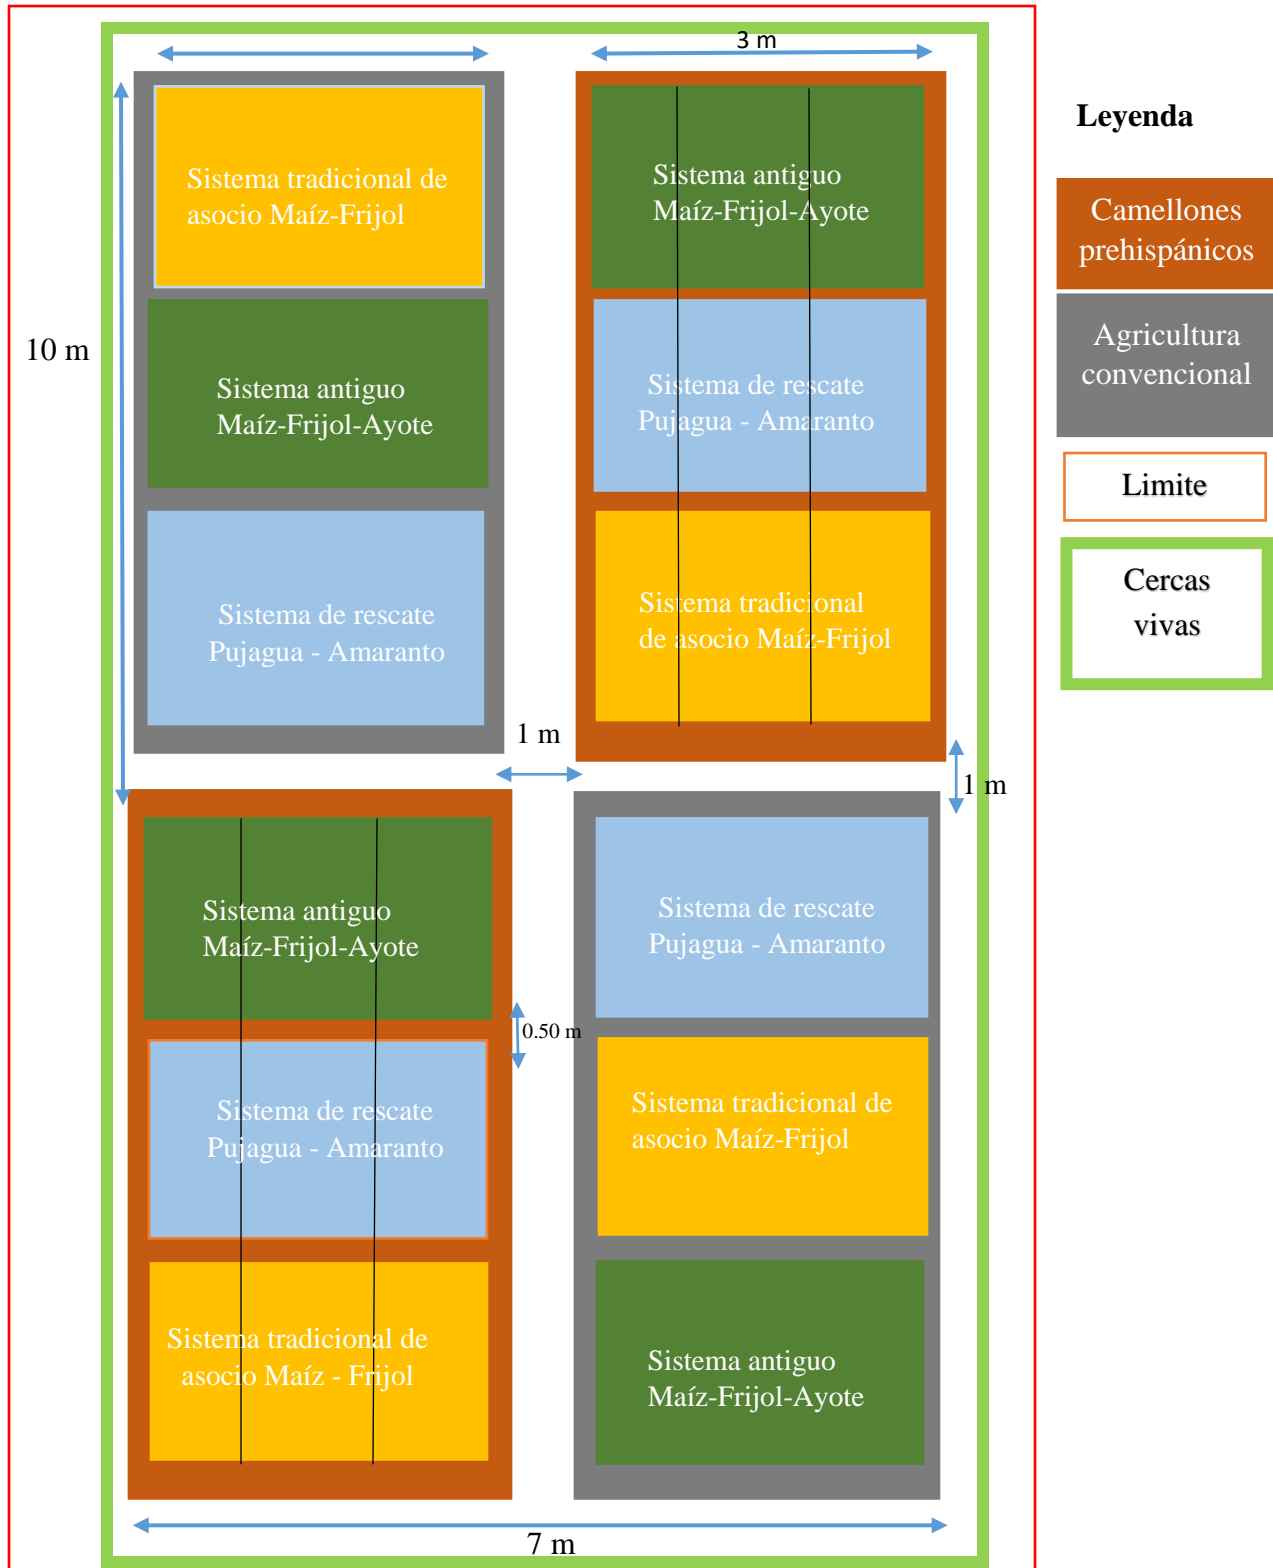 3 m
Sistema tradicional de
asocio Maíz-Frijol
Sistema antiguo
Maíz-Frijol-Ayote
10 m
Sistema antiguo
Maíz-Frijol-Ayote
Sistema de rescate
Pujagua - Amaranto
Sistema de rescate
Pujagua - Amaranto
Sistema tradicional
de asocio Maíz-Frijol
1 m
1 m
Sistema antiguo
Maíz-Frijol-Ayote
Sistema de rescate
Pujagua - Amaranto
0.50 m
Sistema de rescate
Pujagua - Amaranto
Sistema tradicional de
asocio Maíz-Frijol
Sistema tradicional de
asocio Maíz - Frijol
Sistema antiguo
Maíz-Frijol-Ayote
7 m
Leyenda
Camellones
prehispánicos
Agricultura
convencional
Limite
Cercas
vivas